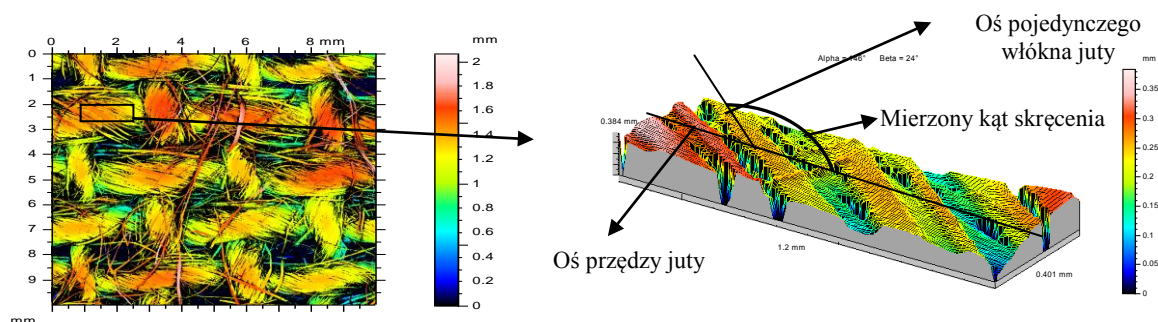 0 2 4 6 8 mm
0
1
2
3
4
5
6
7
8
9
mm
mm
2
1.8
1.6
1.4
1.2
1
0.8
0.6
0.4
0.2
0
Oś pojedynczego
włókna juty
Alpha = 146° Beta = 24°
Mierzony kąt skręcenia
Oś przędzy juty
0.384 mm
1.2 mm
0.401 mm
mm
0.35
0.3
0.25
0.2
0.15
0.1
0.05
0